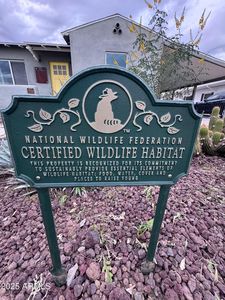 TM
NATIONAL WILDLIFE FEDERATION
CERTIFIED WILDLIFE HABITAT
THIS PROPERTY IS RECOGNIZED FOR ITS COMMITMENT
TO SUSTAINABLY PROVIDE ESSENTIAL ELEMENTS OF
WILDLIFE HABITAT: FOOD, WATER, COVER AND
PLACES TO RAISE YOUNG
2025 ARMLS